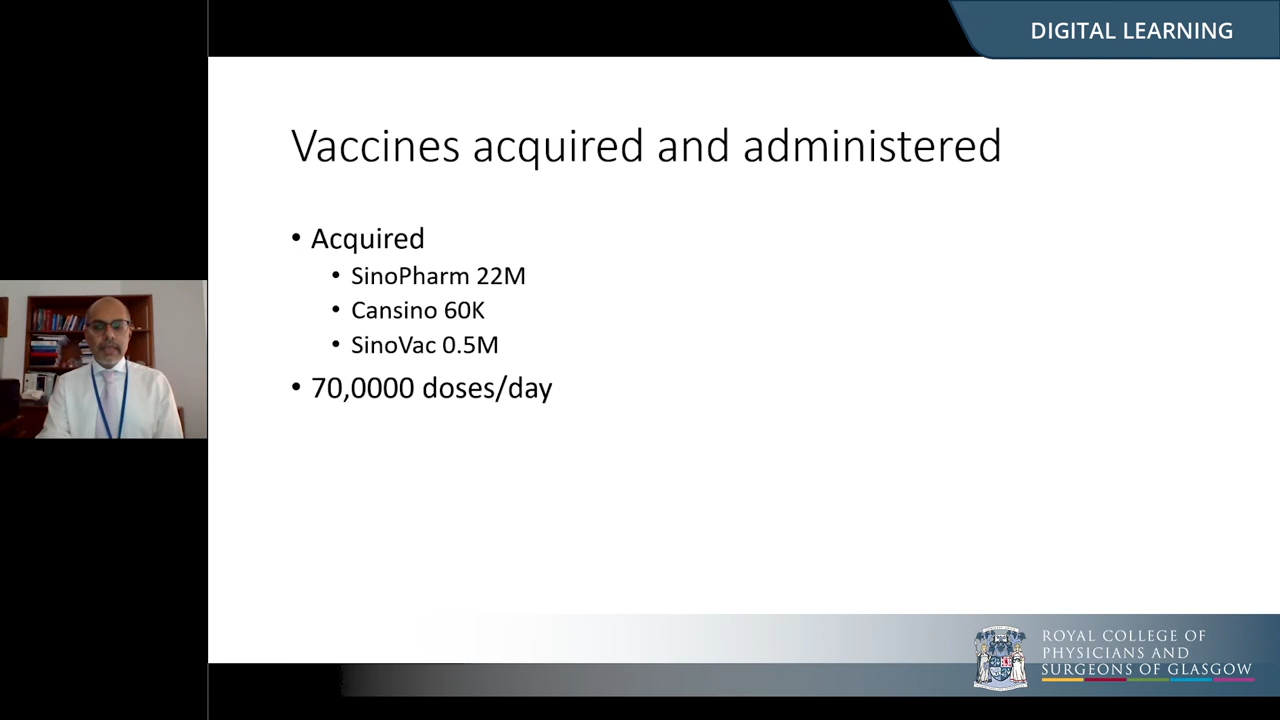 DIGITAL LEARNING
Vaccines acquired and administered
• Acquired
• SinoPharm 22M
• Cansino 60K
• SinoVac 0.5M
• 70,0000 doses/day
ROYAL COLLEGE OF
PHYSICIANS AND
SURGEONS OF GLASGOW